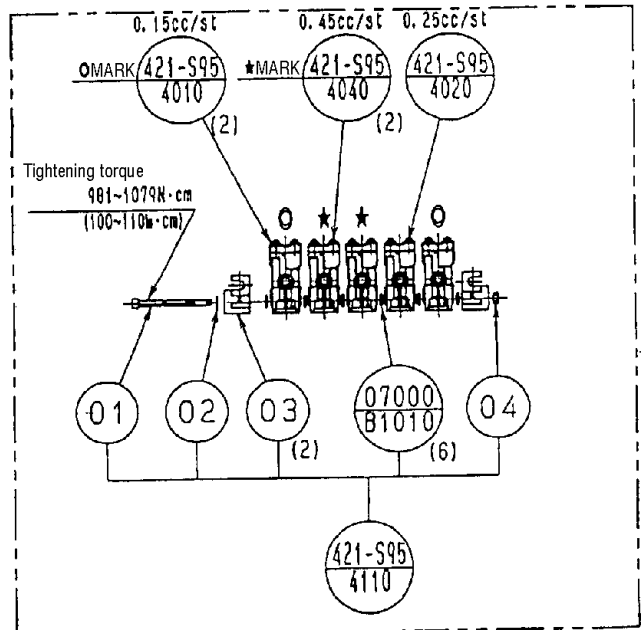 0.15cc/st 0.45cc/st 0.25cc/st
OMARK 421-S95 ★MARK 421-S95 421-S95
4010 4040 4020
(2) (2)
Tightening torque
981~1079N·cm
(100~110㎏·cm)
O ★ ★ O
01 02 03 07000 04
B1010
(2) (6)
421-S95
4110